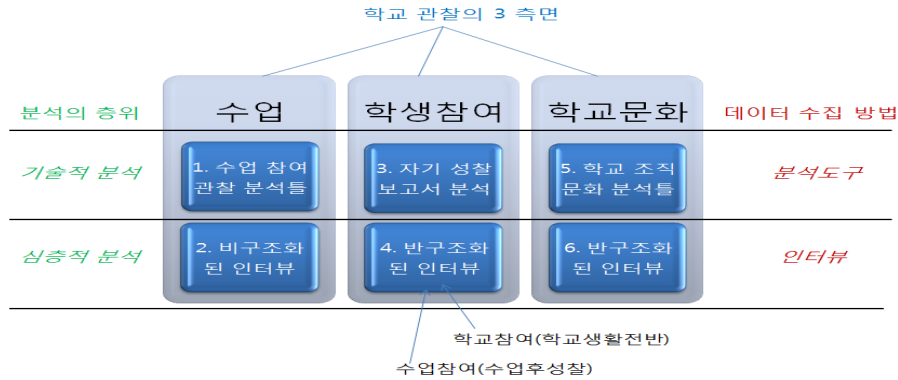 학교 관찰의 3 측면
분석의 층위
수업
학생참여
학교문화
데이터 수집 방법
기술적 분석
1. 수업 참여
관찰 분석틀
3. 자기 성찰
보고서 분석
5. 학교 조직
문화 분석틀
분석도구
심층적 분석
2. 비구조화
된 인터뷰
4. 반구조화
된 인터뷰
6. 반구조화
된 인터뷰
인터뷰
학교참여(학교생활전반)
수업참여(수업후성찰)